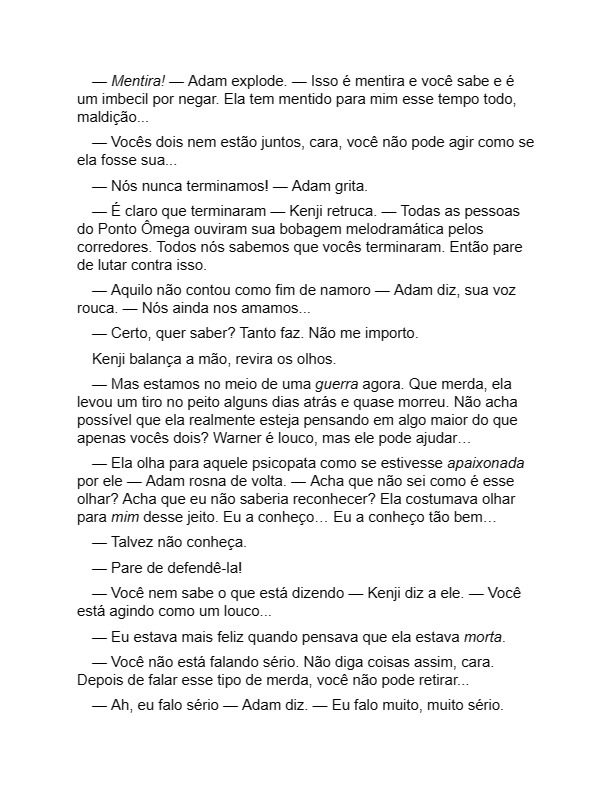 — Mentira! — Adam explode. — Isso é mentira e você sabe e é
um imbecil por negar. Ela tem mentido para mim esse tempo todo,
maldição...
— Vocês dois nem estão juntos, cara, você não pode agir como se
ela fosse sua...
— Nós nunca terminamos! — Adam grita.
— É claro que terminaram — Kenji retruca. — Todas as pessoas
do Ponto Ômega ouviram sua bobagem melodramática pelos
corredores. Todos nós sabemos que vocês terminaram. Então pare
de lutar contra isso.
— Aquilo não contou como fim de namoro — Adam diz, sua voz
rouca. — Nós ainda nos amamos...
— Certo, quer saber? Tanto faz. Não me importo.
Kenji balança a mão, revira os olhos.
— Mas estamos no meio de uma guerra agora. Que merda, ela
levou um tiro no peito alguns dias atrás e quase morreu. Não acha
possível que ela realmente esteja pensando em algo maior do que
apenas vocês dois? Warner é louco, mas ele pode ajudar…
— Ela olha para aquele psicopata como se estivesse apaixonada
por ele — Adam rosna de volta. — Acha que não sei como é esse
olhar? Acha que eu não saberia reconhecer? Ela costumava olhar
para mim desse jeito. Eu a conheço… Eu a conheço tão bem…
— Talvez não conheça.
— Pare de defendê-la!
— Você nem sabe o que está dizendo — Kenji diz a ele. — Você
está agindo como um louco...
— Eu estava mais feliz quando pensava que ela estava morta.
— Você não está falando sério. Não diga coisas assim, cara.
Depois de falar esse tipo de merda, você não pode retirar...
— Ah, eu falo sério — Adam diz. — Eu falo muito, muito sério.